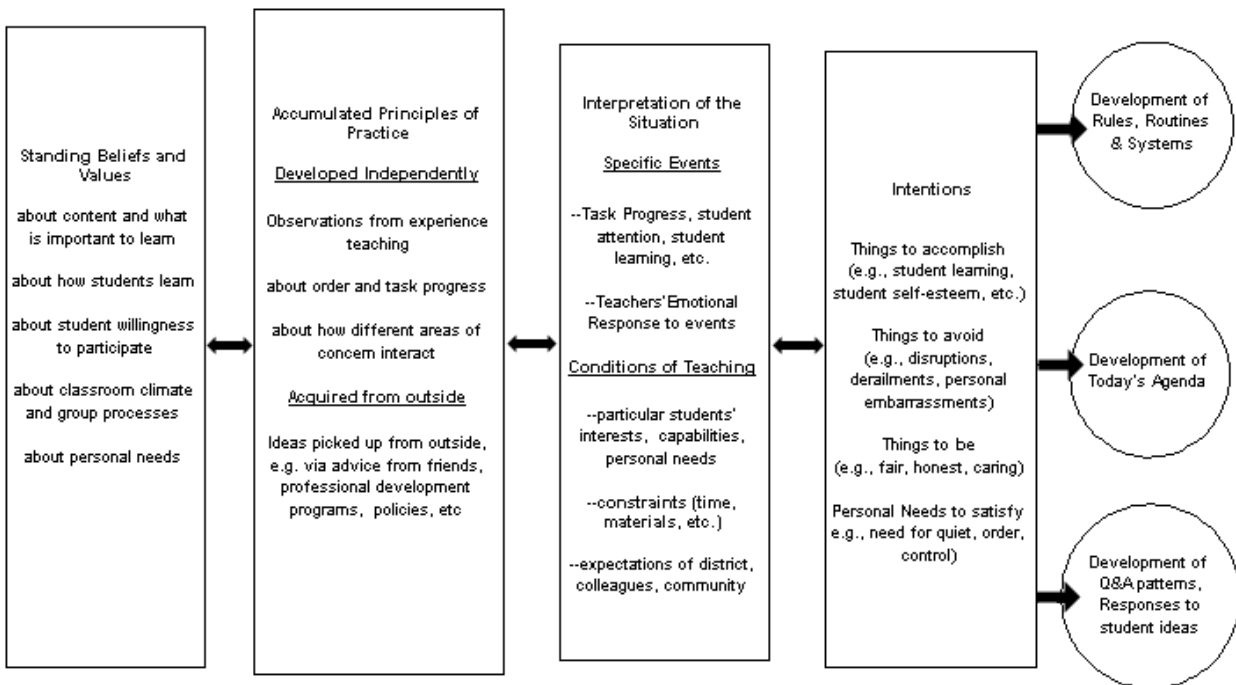 Standing Beliefs and
Values
about content and what
is important to learn
about how students learn
about student willingness
to participate
about classroom climate
and group processes
about personal needs
Accumulated Principles of
Practice
Developed Independently
Observations from experience
teaching
about order and task progress
about how different areas of
concern interact
Acquired from outside
Ideas picked up from outside,
e.g. via advice from friends,
professional development
programs, policies, etc
Interpretation of the
Situation
Specific Events
--Task Progress, student
attention, student
learning, etc.
--Teachers'Emotional
Response to events
Conditions of Teaching
--particular students'
interests, capabilities,
personal needs
--constraints (time,
materials, etc.)
--expectations of district,
colleagues, community
Intentions
Things to accomplish
(e.g., student learning,
student self-esteem, etc.)
Things to avoid
(e.g., disruptions,
derailments, personal
embarrassments)
Things to be
(e.g., fair, honest, caring)
Personal Needs to satisfy
e.g., need for quiet, order,
control)
Development of
Rules, Routines
& Systems
Development of
Today's Agenda
Development of
Q&A patterns,
Responses to
student ideas